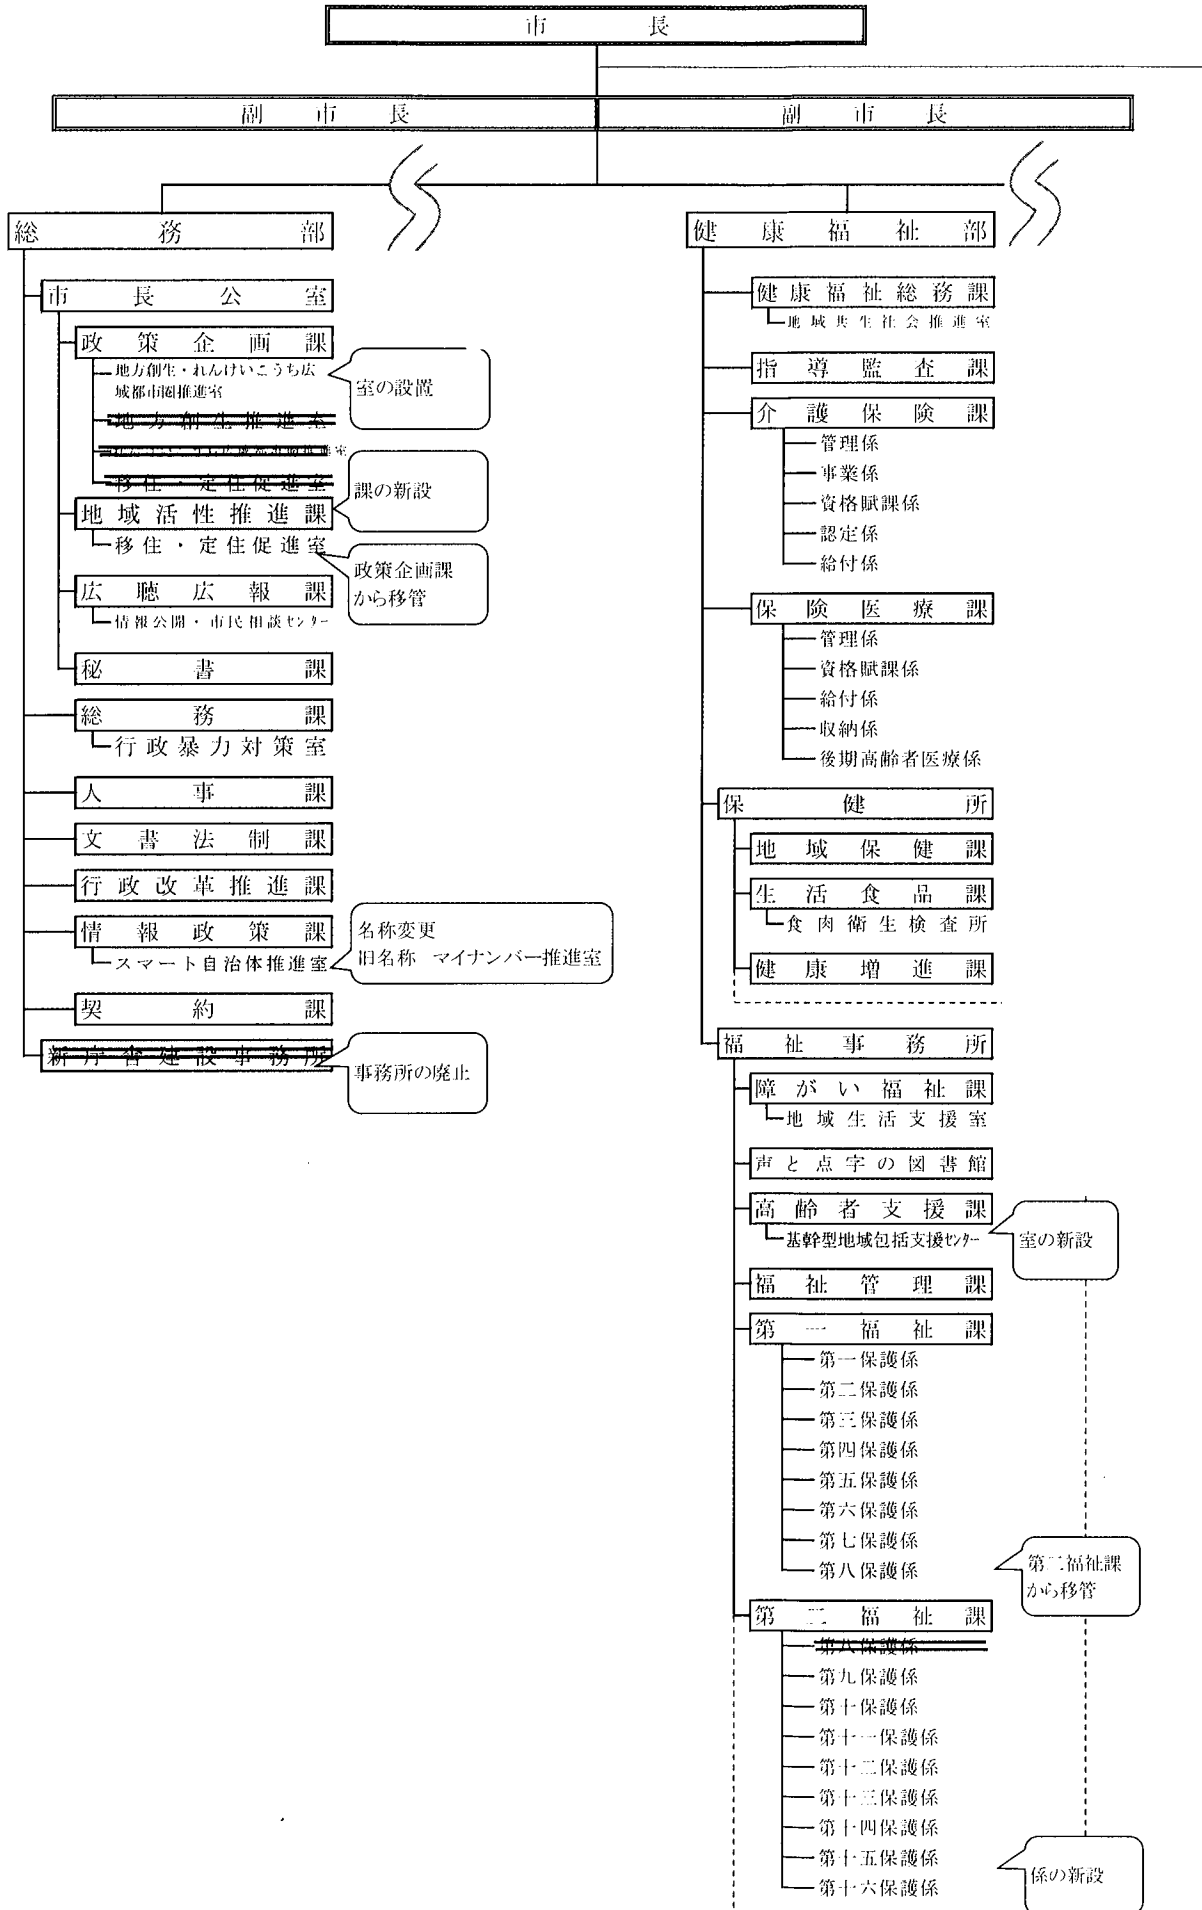 市長
副市長
副市長
総務部
市長公室
政策企画課
地方創生・れんけいこうち広
城都市圏推進室
室の設置
地方創生推進室
移住・定住促進室
課の新設
地域活性推進課
移住・定住促進室
政策企画課
から移管
広聴広報課
情報公開・市民相談センター
秘書課
総務課
行政暴力対策室
人事課
文書法制課
行政改革推進課
情報政策課
スマート自治体推進室
名称変更
旧名称 マイナンバー推進室
契約課
新庁舎建設事務所
事務所の廃止
健康福祉部
健康福祉総務課
地域共生社会推進室
指導監査課
介護保険課
管理係
事業係
資格賦課係
認定係
給付係
保険医療課
管理係
資格賦課係
給付係
収納係
後期高齢者医療係
保健所
地域保健課
生活食品課
食肉衛生検査所
健康増進課
福祉事務所
障がい福祉課
地域生活支援室
声と点字の図書館
高齢者支援課
基幹型地域包括支援センター
室の新設
福祉管理課
第一福祉課
第一保護係
第二保護係
第三保護係
第四保護係
第五保護係
第六保護係
第七保護係
第八保護係
第二福祉課
から移管
第二福祉課
第八保護係
第九保護係
第十保護係
第十一保護係
第十二保護係
第十三保護係
第十四保護係
第十五保護係
第十六保護係
係の新設